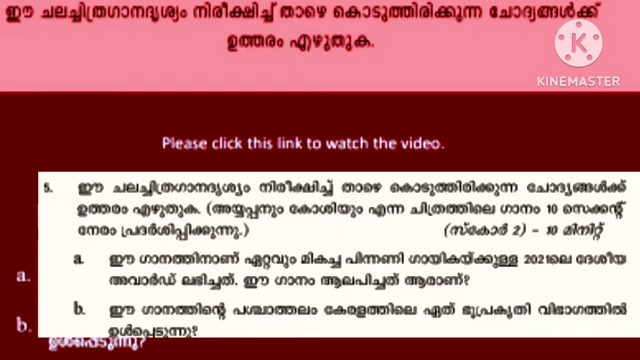 ഈ ചലച്ചിത്രഗാനദൃശ്യം നിരീക്ഷിച്ച് താഴെ കൊടുത്തിരിക്കുന്ന ചോദ്യങ്ങൾക്ക്
ഉത്തരം എഴുതുക.
KINEMASTER
Please click this link to watch the video.
5. ഈ ചലച്ചിത്രഗാനദൃശ്യം നിരീക്ഷിച്ച് താഴെ കൊടുത്തിരിക്കുന്ന ചോദ്യങ്ങൾക്ക്
ഉത്തരം എഴുതുക. (അയ്യപ്പനും കോശിയും എന്ന ചിത്രത്തിലെ ഗാനം 10 സെക്കന്റ്
നേരം പ്രദർശിപ്പിക്കുന്നു.) (സ്കോർ 2) - 10 മിനിറ്റ്
a. ഈ ഗാനത്തിനാണ് ഏറ്റവും മികച്ച പിന്നണി ഗായികയ്ക്കുള്ള 2021ലെ ദേശീയ
അവാർഡ് ലഭിച്ചത്. ഈ ഗാനം ആലപിച്ചത് ആരാണ്?
a.
b. ഈ ഗാനത്തിന്റെ പശ്ചാത്തലം കേരളത്തിലെ ഏത് ഭൂപ്രകൃതി വിഭാഗത്തിൽ
ഉൾപ്പെടുന്നു?
b.
ഉൾപ്പെടുന്നു?